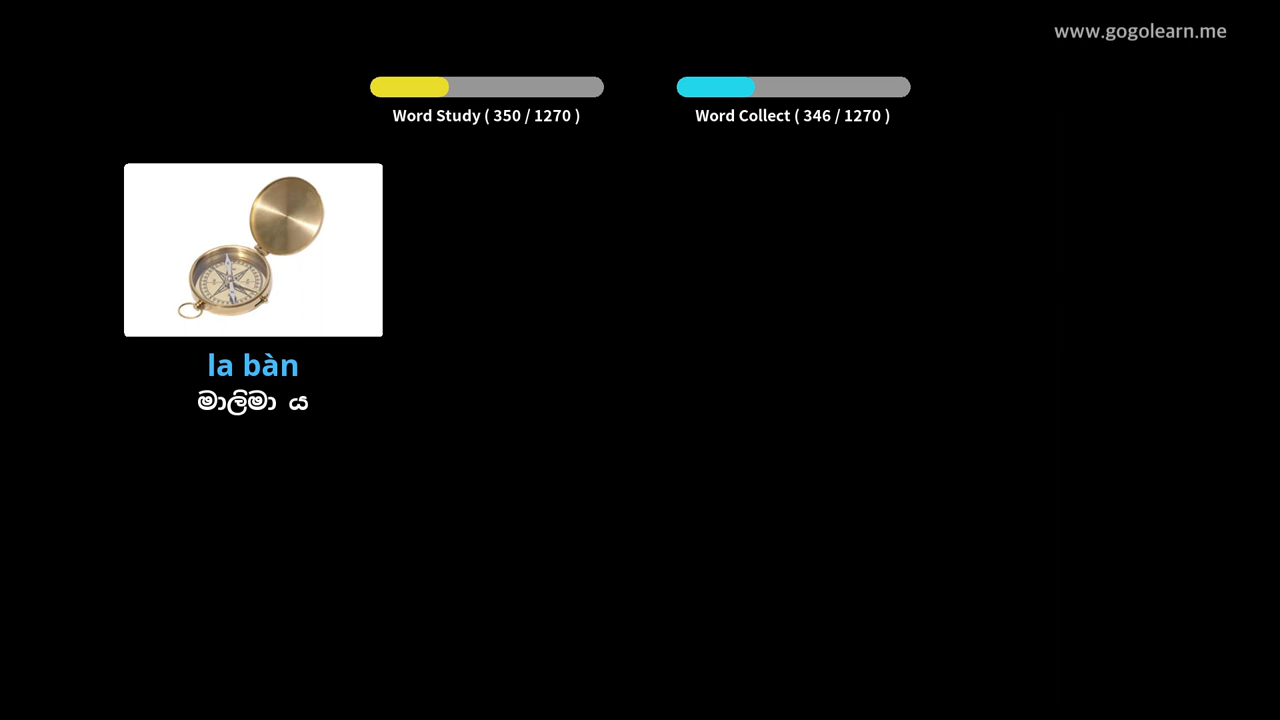 www.gogolearn.me
Word Study ( 350 / 1270 )
Word Collect ( 346 / 1270 )
la bàn
මාලිමා ය